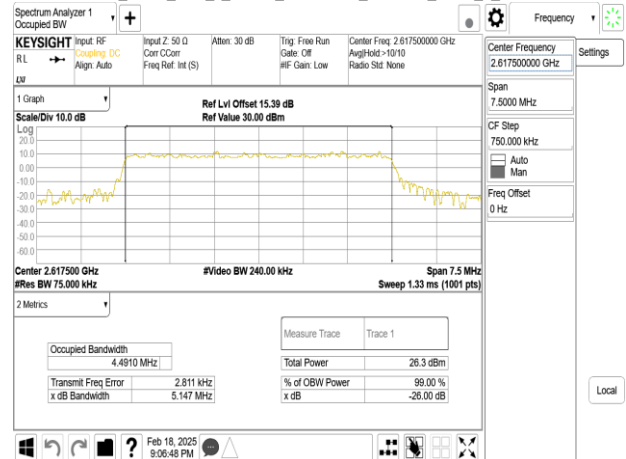 Spectrum Analyzer 1
Occupied BW
+
Frequency
KEYSIGHT
RL
Input: RF
Coupling: DC
Align: Auto
Input Z: 50 Ω
Corr CCorr
Freq Ref: Int (S)
Atten: 30 dB
Trig: Free Run
Gate: Off
#IF Gain: Low
Center Freq: 2.617500000 GHz
Avg|Hold:>10/10
Radio Std: None
Center Frequency
2.617500000 GHz
Settings
Span
7.5000 MHz
CF Step
750.000 kHz
Auto
Man
Freq Offset
0 Hz
Local
1 Graph
Scale/Div 10.0 dB
Ref Lvl Offset 15.39 dB
Ref Value 30.00 dBm
Log
20.0
10.0
0.00
-10.0
-20.0
-30.0
-40.0
-50.0
-60.0
Center 2.617500 GHz
#Video BW 240.00 kHz
Span 7.5 MHz
#Res BW 75.000 kHz
Sweep 1.33 ms (1001 pts)
2 Metrics
Measure Trace Trace 1
Occupied Bandwidth
4.4910 MHz
Total Power 26.3 dBm
Transmit Freq Error 2.811 kHz
% of OBW Power 99.00 %
x dB Bandwidth 5.147 MHz
x dB -26.00 dB
?
Feb 18, 2025
9:06:48 PM